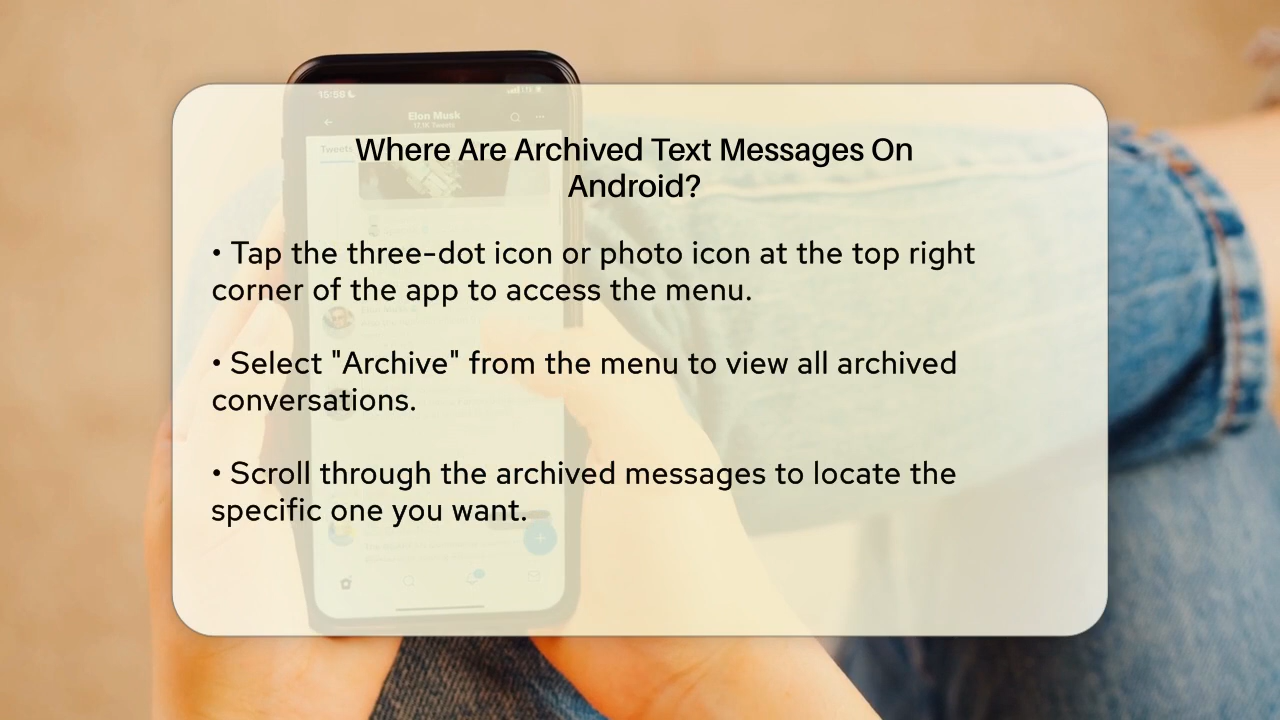 15:58
Elon Musk
Tweets
Where Are Archived Text Messages On
Android?
• Tap the three-dot icon or photo icon at the top right
corner of the app to access the menu.
• Select "Archive" from the menu to view all archived
conversations.
• Scroll through the archived messages to locate the
specific one you want.